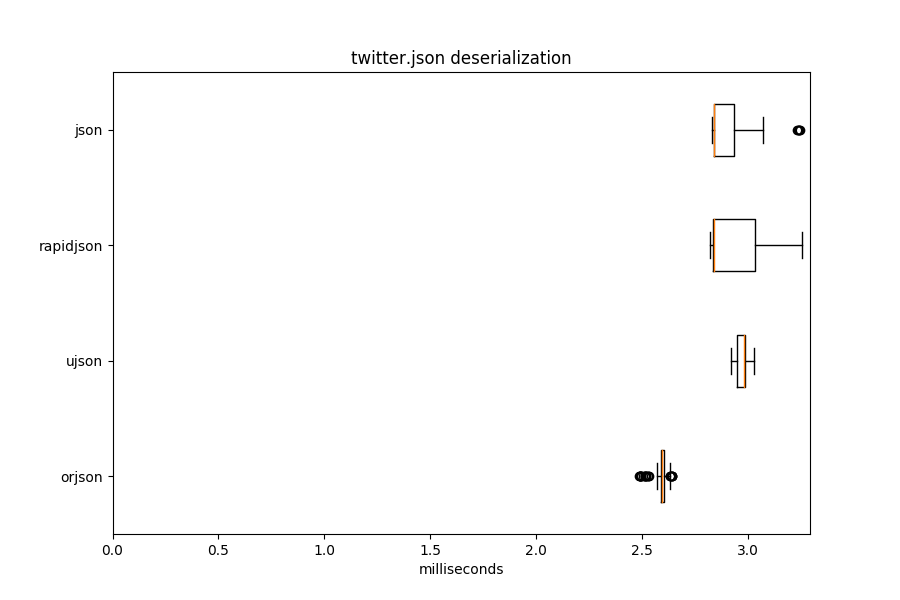 twitter.json deserialization
json
rapidjson
ujson
orjson
0.0 0.5 1.0 1.5 2.0 2.5 3.0
milliseconds